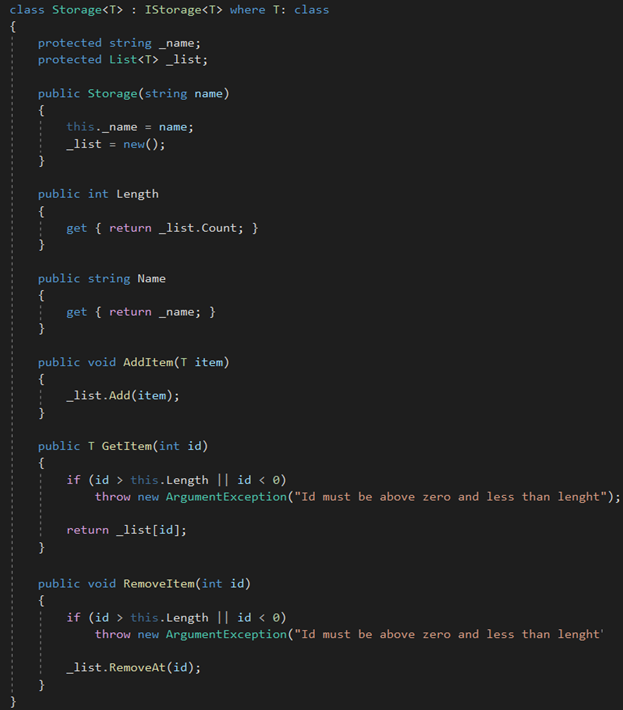 class Storage<T> : IStorage<T> where T: class
{
protected string _name;
protected List<T> _list;
public Storage(string name)
{
this._name = name;
_list = new();
}
public int Length
{
get { return _list.Count; }
}
public string Name
{
get { return _name; }
}
public void AddItem(T item)
{
_list.Add(item);
}
public T GetItem(int id)
{
if (id > this.Length || id < 0)
throw new ArgumentException("Id must be above zero and less than lenght");
return _list[id];
}
public void RemoveItem(int id)
{
if (id > this.Length || id < 0)
throw new ArgumentException("Id must be above zero and less than lenght'
_list.RemoveAt(id);
}
}